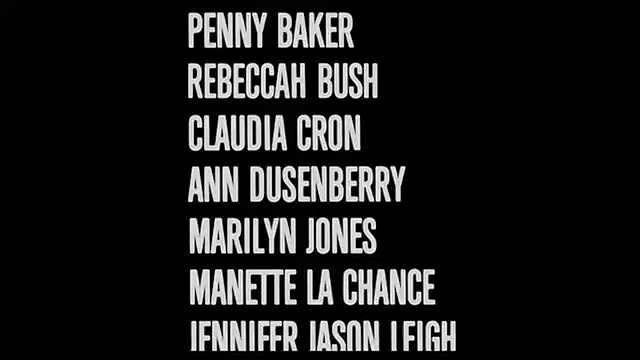 PENNY BAKER
REBECCAH BUSH
CLAUDIA CRON
ANN DUSENBERRY
MARILYN JONES
MANETTE LA CHANCE
JENNIFER JASON LEIGH